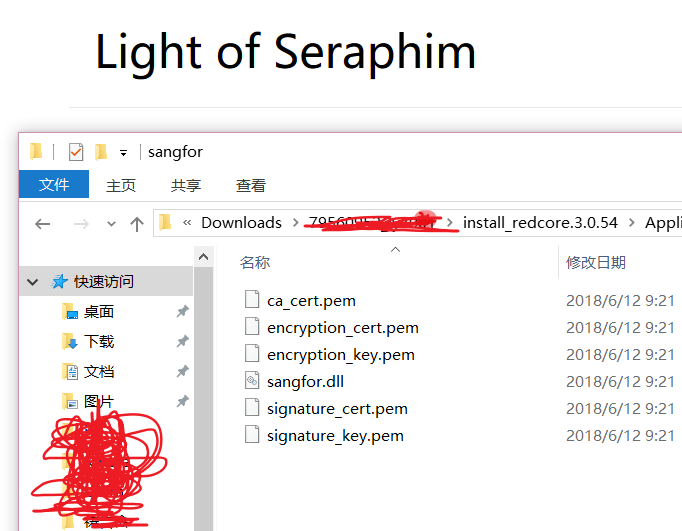 Light of Seraphim
sangfor
文件 主页 共享 查看
« Downloads › › install_redcore.3.0.54 › Appli
名称 修改日期
快速访问
桌面
下载
文档
图片
ca_cert.pem 2018/6/12 9:21
encryption_cert.pem 2018/6/12 9:21
encryption_key.pem 2018/6/12 9:21
sangfor.dll 2018/6/12 9:21
signature_cert.pem 2018/6/12 9:21
signature_key.pem 2018/6/12 9:21